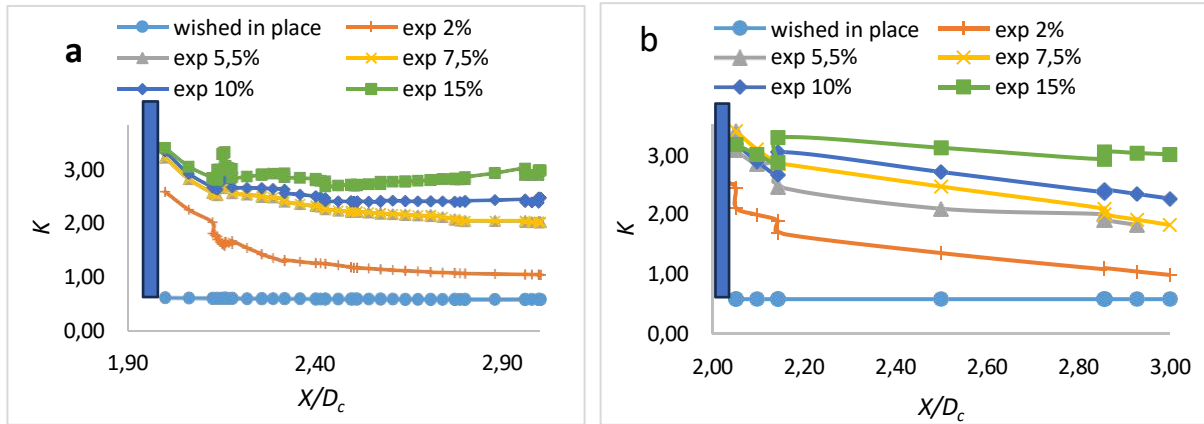 a
wished in place
exp 2%
exp 5,5%
exp 7,5%
exp 10%
exp 15%
3,00
2,00
1,00
0,00
K
1,90
2,40
2,90
X/Dc
b
wished in place
exp 2%
exp 5,5%
exp 7,5%
exp 10%
exp 15%
3,00
2,00
1,00
0,00
K
2,00
2,20
2,40
2,60
2,80
3,00
X/Dc